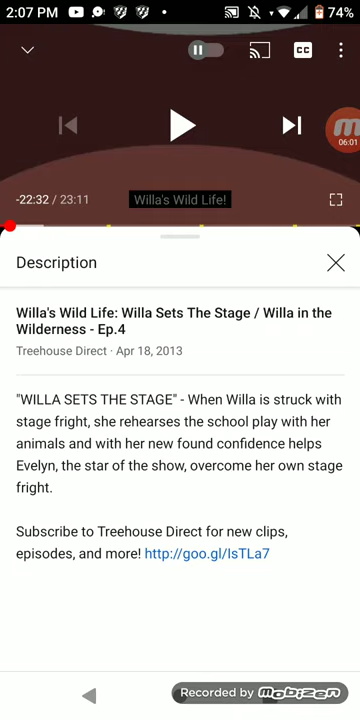 2:07 PM
74%
CC
06:01
-22:32 / 23:11
Willa's Wild Life!
Description
Willa's Wild Life: Willa Sets The Stage / Willa in the
Wilderness - Ep.4
Treehouse Direct · Apr 18, 2013
"WILLA SETS THE STAGE" - When Willa is struck with
stage fright, she rehearses the school play with her
animals and with her new found confidence helps
Evelyn, the star of the show, overcome her own stage
fright.
Subscribe to Treehouse Direct for new clips,
episodes, and more! http://goo.gl/IsTLa7
Recorded by mobizen